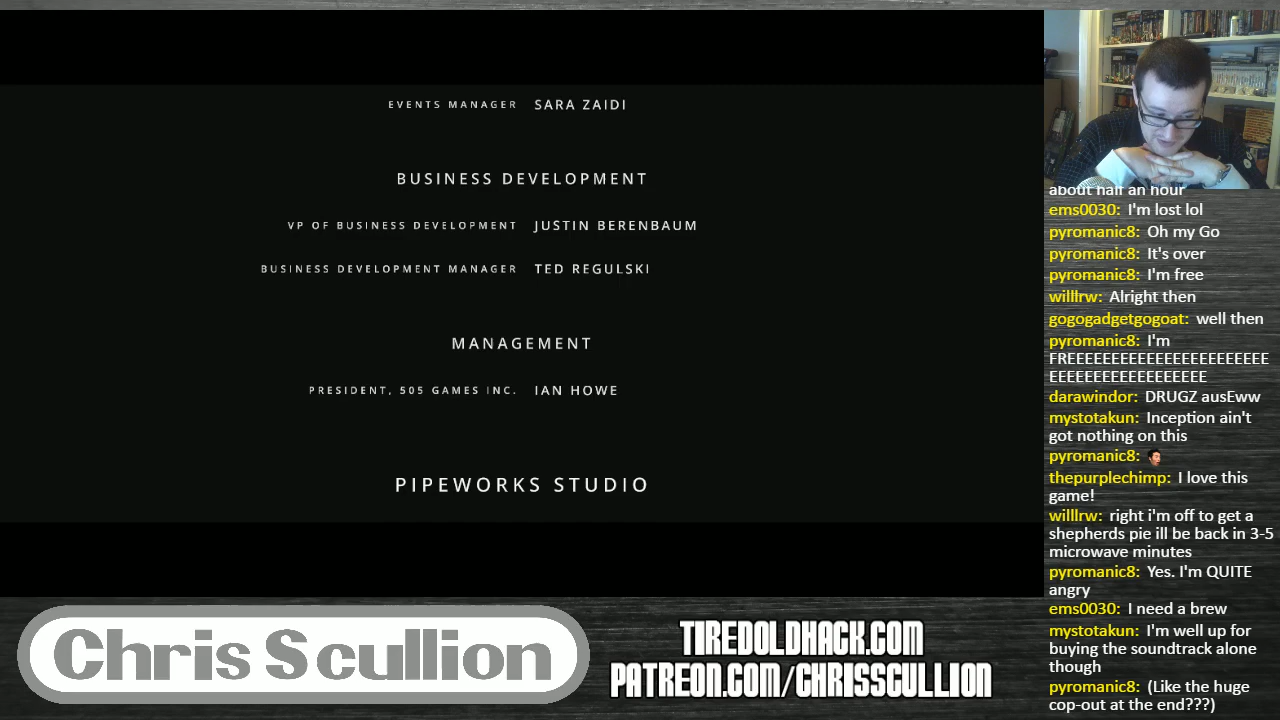 EVENTS MANAGER SARA ZAIDI
BUSINESS DEVELOPMENT
VP OF BUSINESS DEVELOPMENT JUSTIN BERENBAUM
BUSINESS DEVELOPMENT MANAGER TED REGULSKI
MANAGEMENT
PRESIDENT, 505 GAMES INC. IAN HOWE
PIPEWORKS STUDIO
Chris Scullion
TIREDOLDHACK.COM
PATREON.COM/CHRISSCULLION
about half an hour
ems0030: I'm lost lol
pyromanic8: Oh my Go
pyromanic8: It's over
pyromanic8: I'm free
willlrw: Alright then
gogogadgetgogoat: well then
pyromanic8: I'm
FREEEEEEEEEEEEEEEEEEEEEEE
EEEEEEEEEEEEEEEEEE
darawindor: DRUGZ ausEww
mystotakun: Inception ain't
got nothing on this
pyromanic8:
thepurplechimp: I love this
game!
willlrw: right i'm off to get a
shepherds pie ill be back in 3-5
microwave minutes
pyromanic8: Yes. I'm QUITE
angry
ems0030: I need a brew
mystotakun: I'm well up for
buying the soundtrack alone
though
pyromanic8: (Like the huge
cop-out at the end???)